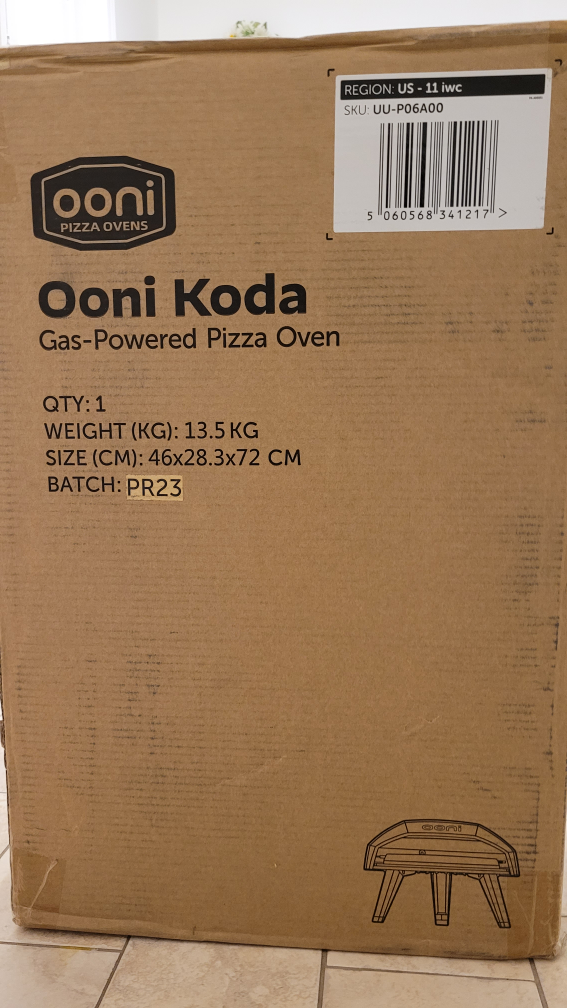 REGION: US - 11 iwc
SKU: UU-P06A00
5 060568 341217 >
ooni
PIZZA OVENS
Ooni Koda
Gas-Powered Pizza Oven
QTY: 1
WEIGHT (KG): 13.5 KG
SIZE (CM): 46x28.3x72 CM
BATCH: PR23
ooni